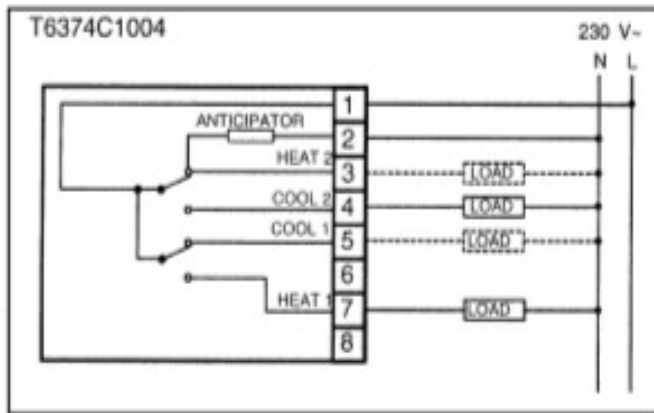 T6374C1004
230 V~
N L
1
ANTICIPATOR
2
HEAT 2
3 LOAD
COOL 2
4 LOAD
COOL 1
5 LOAD
6
HEAT 1
7 LOAD
8